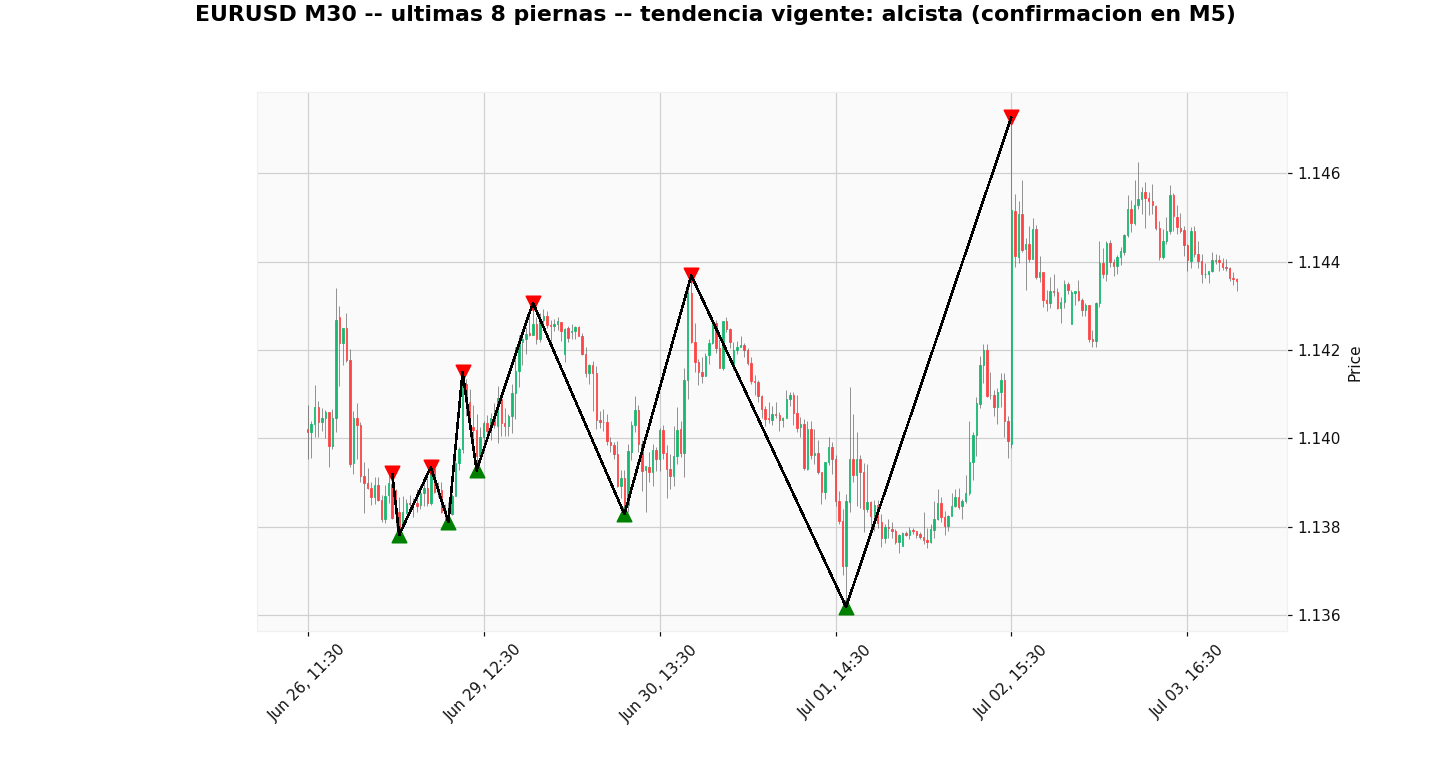 EURUSD M30 -- ultimas 8 piernas -- tendencia vigente: alcista (confirmacion en M5)
1.146
1.144
1.142
1.140
1.138
1.136
Price
Jun 26, 11:30
Jun 29, 12:30
Jun 30, 13:30
Jul 01, 14:30
Jul 02, 15:30
Jul 03, 16:30